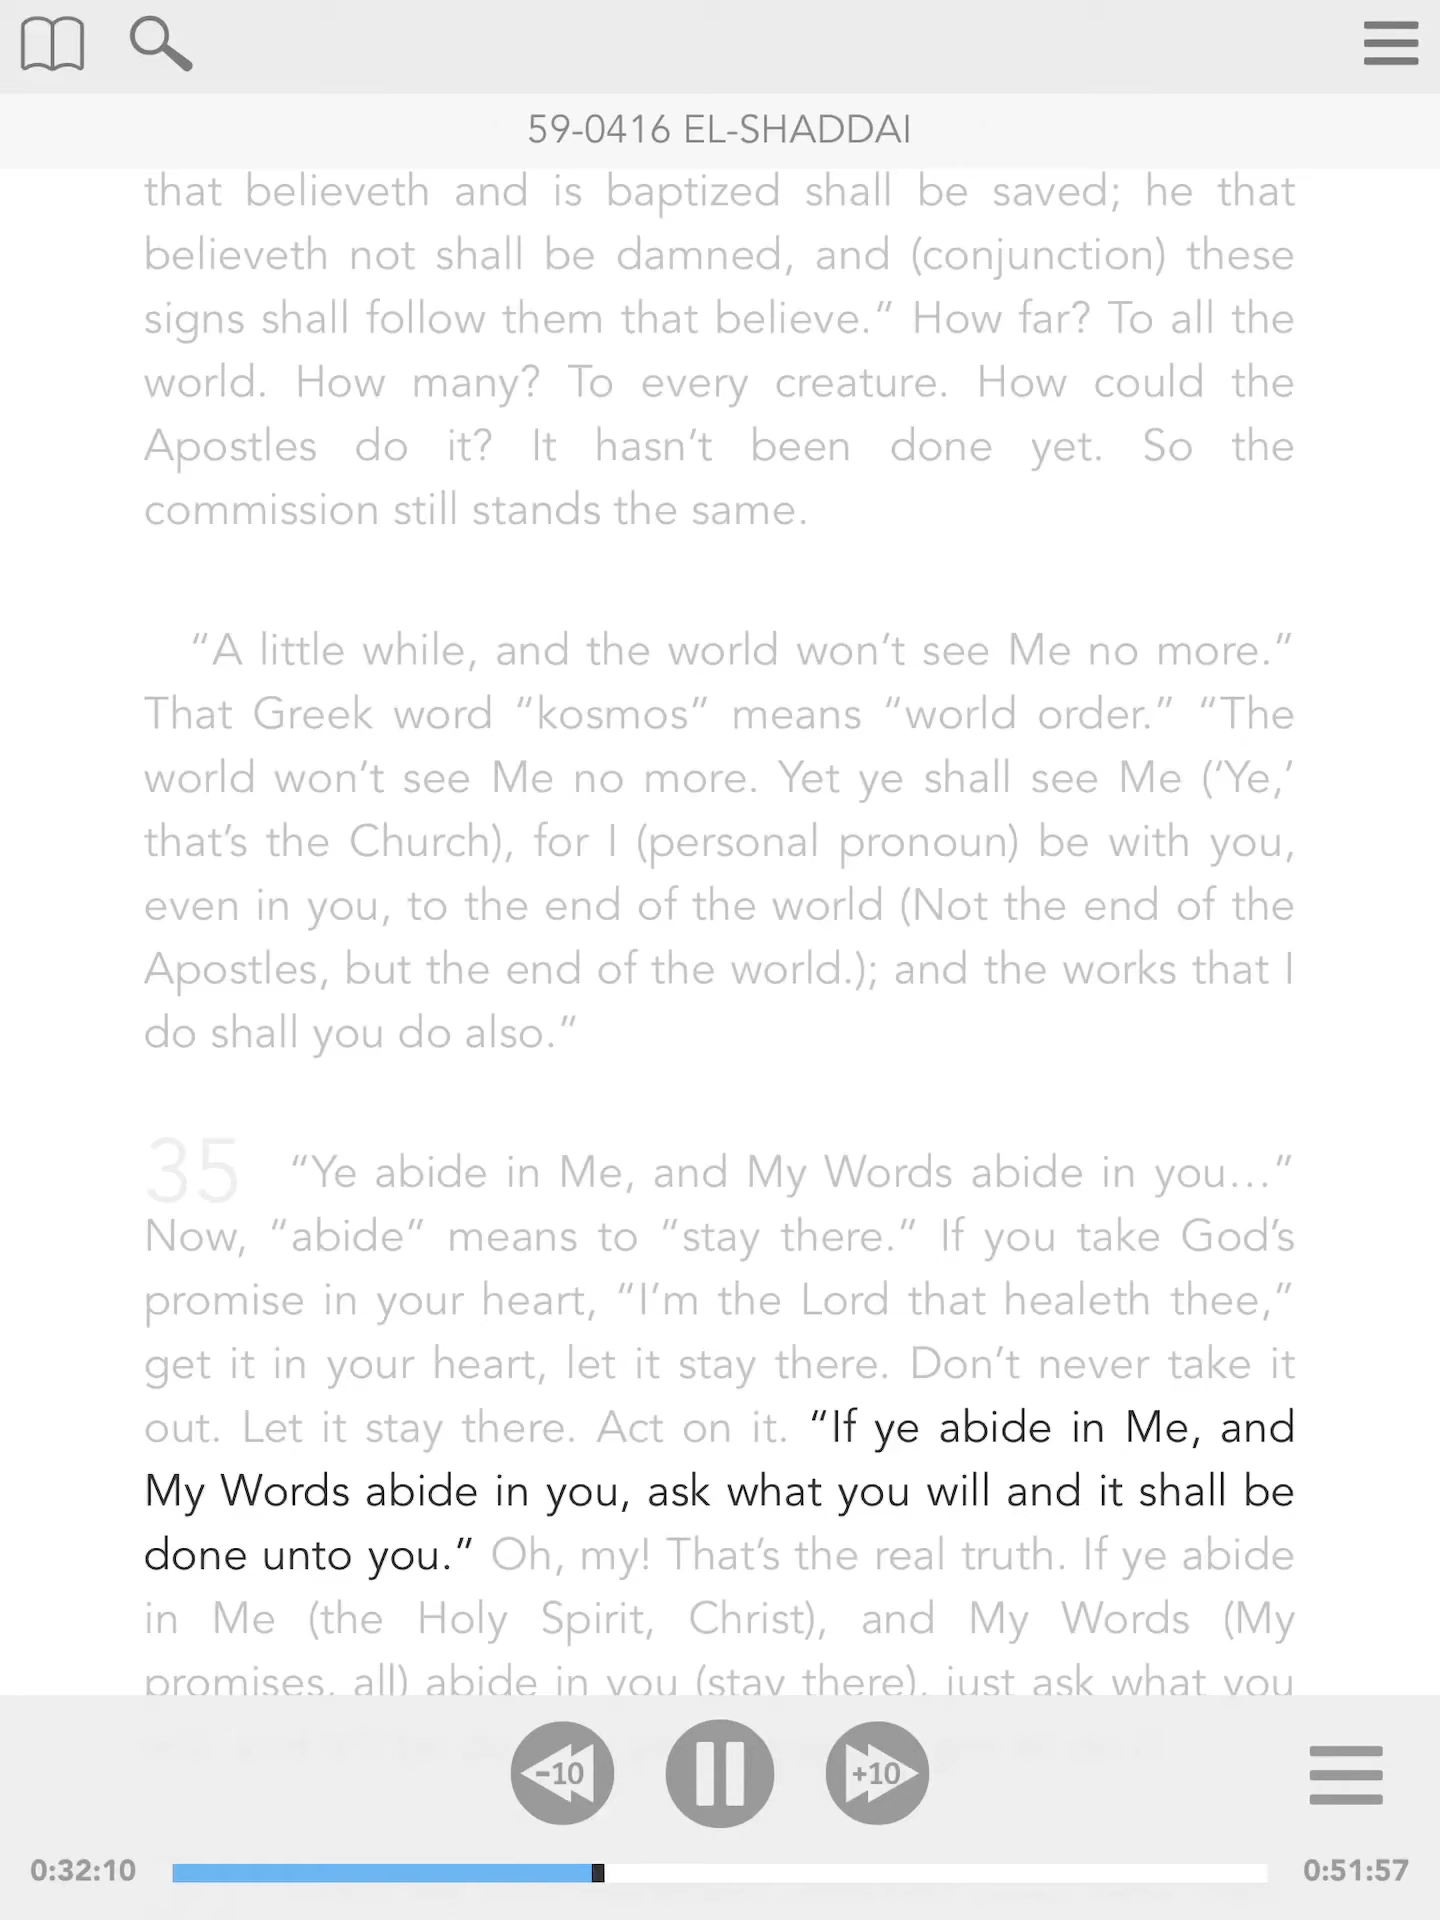 59-0416 EL-SHADDAI
that believeth and is baptized shall be saved; he that
believeth not shall be damned, and (conjunction) these
signs shall follow them that believe.” How far? To all the
world. How many? To every creature. How could the
Apostles do it? It hasn’t been done yet. So the
commission still stands the same.
“A little while, and the world won’t see Me no more.”
That Greek word “kosmos” means “world order.” “The
world won’t see Me no more. Yet ye shall see Me (‘Ye,’
that’s the Church), for I (personal pronoun) be with you,
even in you, to the end of the world (Not the end of the
Apostles, but the end of the world.); and the works that I
do shall you do also.”
35 “Ye abide in Me, and My Words abide in you…”
Now, “abide” means to “stay there.” If you take God’s
promise in your heart, “I’m the Lord that healeth thee,”
get it in your heart, let it stay there. Don’t never take it
out. Let it stay there. Act on it. “If ye abide in Me, and
My Words abide in you, ask what you will and it shall be
done unto you.” Oh, my! That’s the real truth. If ye abide
in Me (the Holy Spirit, Christ), and My Words (My
promises, all) abide in you (stay there), just ask what you
-10 +10
0:32:10 0:51:57